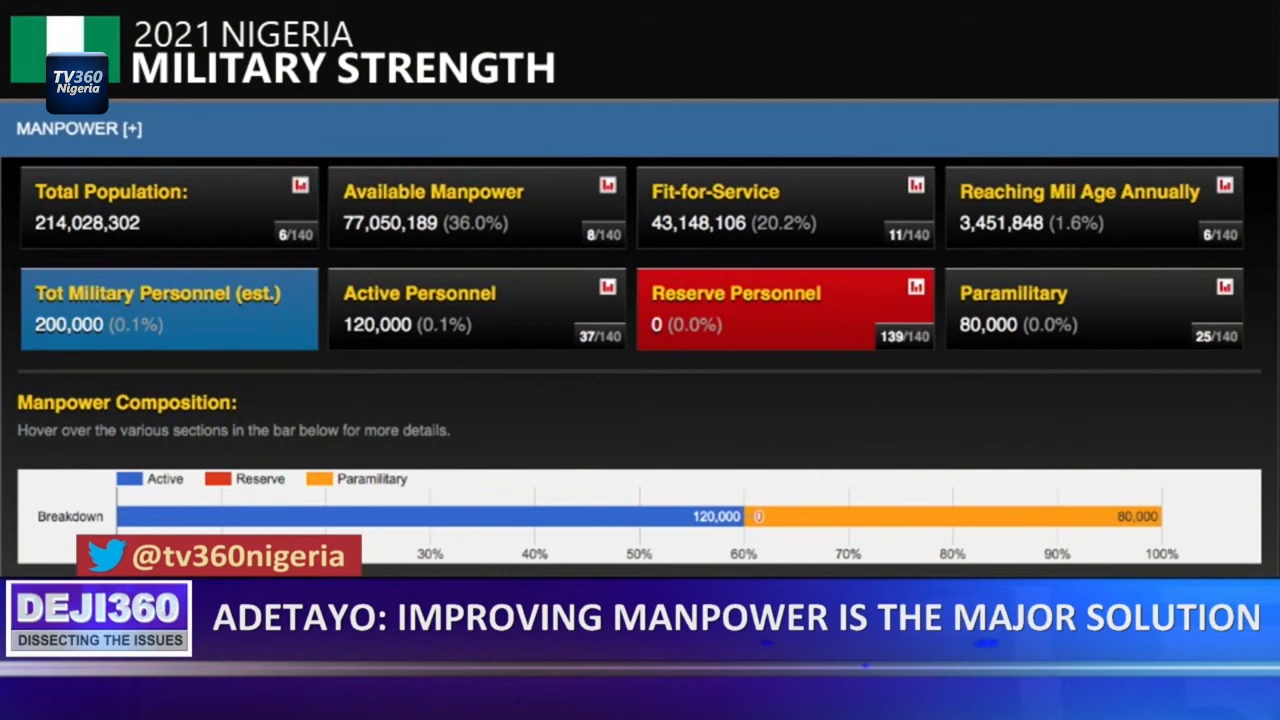 2021 NIGERIA
MILITARY STRENGTH
TV360
Nigeria
MANPOWER [+]
Total Population:
214,028,302
6/140
Available Manpower
77,050,189 (36.0%)
8/140
Fit-for-Service
43,148,106 (20.2%)
11/140
Reaching Mil Age Annually
3,451,848 (1.6%)
6/140
Tot Military Personnel (est.)
200,000 (0.1%)
Active Personnel
120,000 (0.1%)
37/140
Reserve Personnel
0 (0.0%)
139/140
Paramilitary
80,000 (0.0%)
25/140
Manpower Composition:
Hover over the various sections in the bar below for more details.
Active Reserve Paramilitary
Breakdown 120,000 0 80,000
30% 40% 50% 60% 70% 80% 90% 100%
@tv360nigeria
DEJI360
DISSECTING THE ISSUES
ADETAYO: IMPROVING MANPOWER IS THE MAJOR SOLUTION